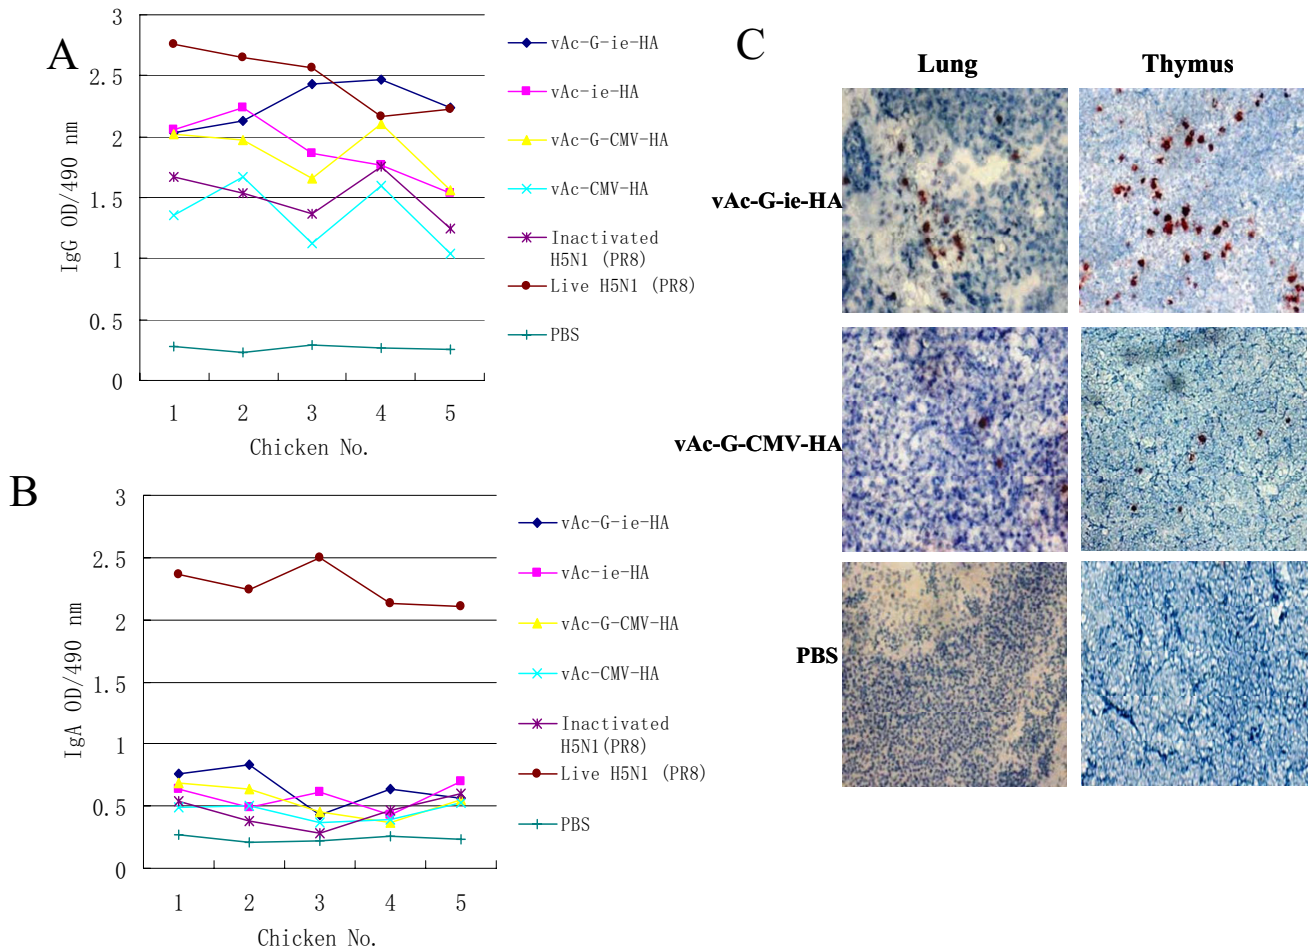 A
3
2.5
2
1.5
1
0.5
0
IgG OD/490 nm
1 2 3 4 5
Chicken No.
vAc-G-ie-HA
vAc-ie-HA
vAc-G-CMV-HA
vAc-CMV-HA
Inactivated
H5N1 (PR8)
Live H5N1 (PR8)
PBS
B
3
2.5
2
1.5
1
0.5
0
IgA OD/490 nm
1 2 3 4 5
Chicken No.
vAc-G-ie-HA
vAc-ie-HA
vAc-G-CMV-HA
vAc-CMV-HA
Inactivated
H5N1(PR8)
Live H5N1 (PR8)
PBS
C
Lung Thymus
vAc-G-ie-HA
vAc-G-CMV-HA
PBS